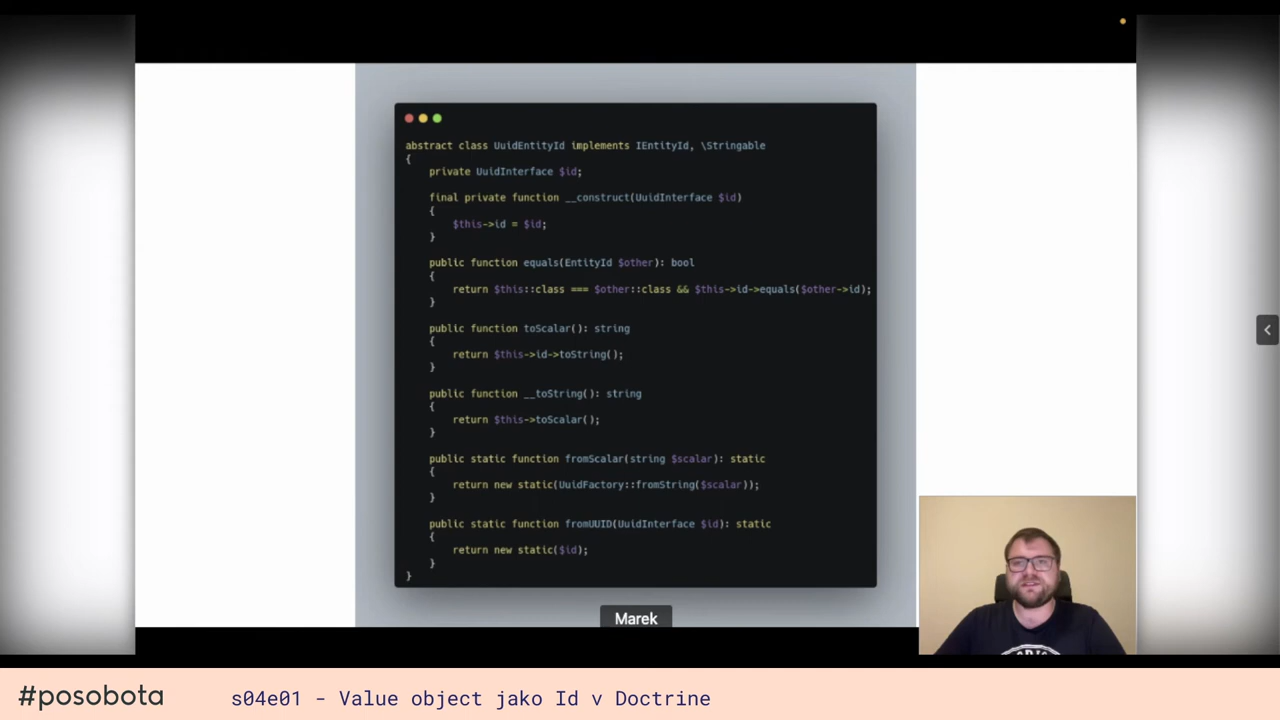 abstract class UuidEntityId implements IEntityId, \Stringable
{
    private UuidInterface $id;
    final private function __construct(UuidInterface $id)
    {
        $this->id = $id;
    }
    public function equals(EntityId $other): bool
    {
        return $this::class === $other::class && $this->id->equals($other->id);
    }
    public function toScalar(): string
    {
        return $this->id->toString();
    }
    public function __toString(): string
    {
        return $this->toScalar();
    }
    public static function fromScalar(string $scalar): static
    {
        return new static(UuidFactory::fromString($scalar));
    }
    public static function fromUUID(UuidInterface $id): static
    {
        return new static($id);
    }
}
Marek
#posobota
s04e01 - Value object jako Id v Doctrine